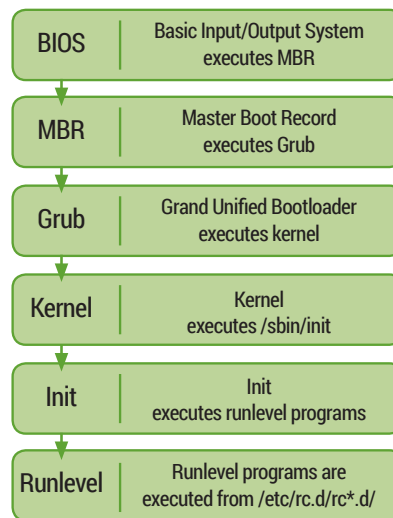 BIOS
Basic Input/Output System
executes MBR
MBR
Master Boot Record
executes Grub
Grub
Grand Unified Bootloader
executes kernel
Kernel
Kernel
executes /sbin/init
Init
Init
executes runlevel programs
Runlevel
Runlevel programs are
executed from /etc/rc.d/rc*.d/